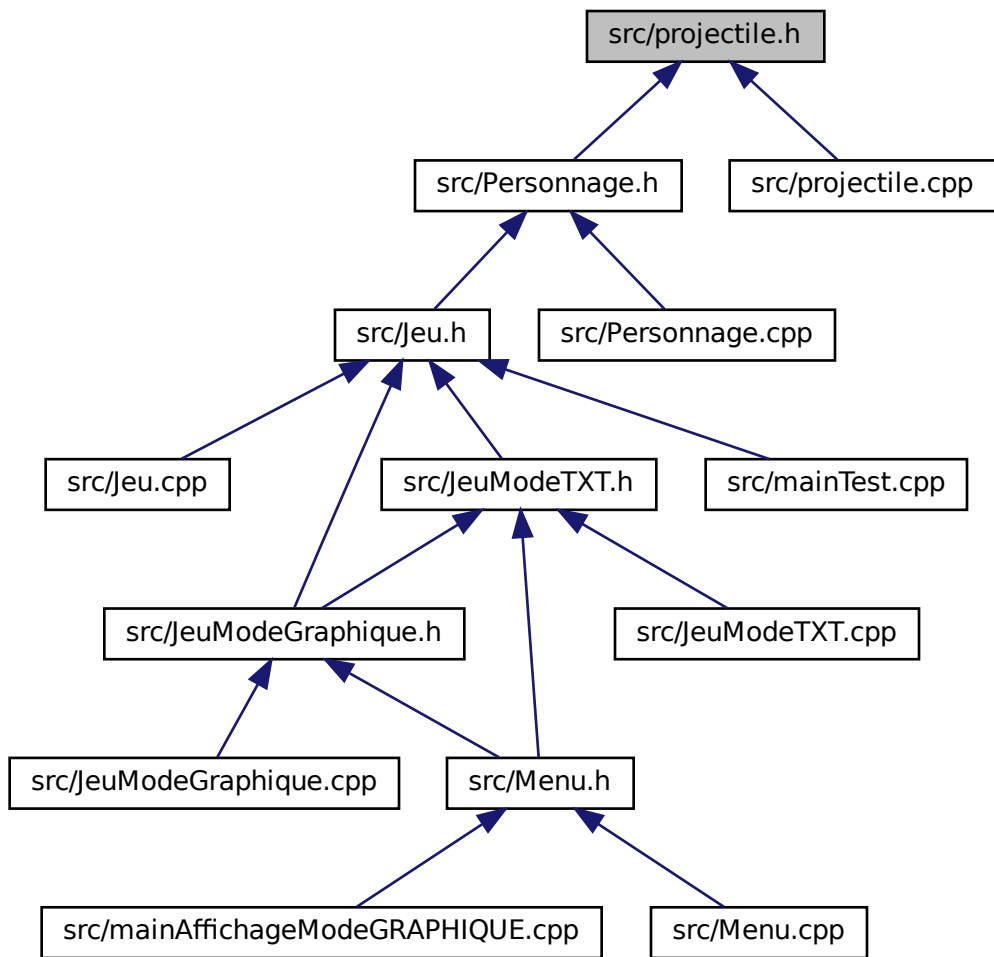 src/projectile.h
src/Personnage.h
src/projectile.cpp
src/Jeu.h
src/Personnage.cpp
src/Jeu.cpp
src/JeuModeTXT.h
src/mainTest.cpp
src/JeuModeGraphique.h
src/JeuModeTXT.cpp
src/JeuModeGraphique.cpp
src/Menu.h
src/mainAffichageModeGRAPHIQUE.cpp
src/Menu.cpp